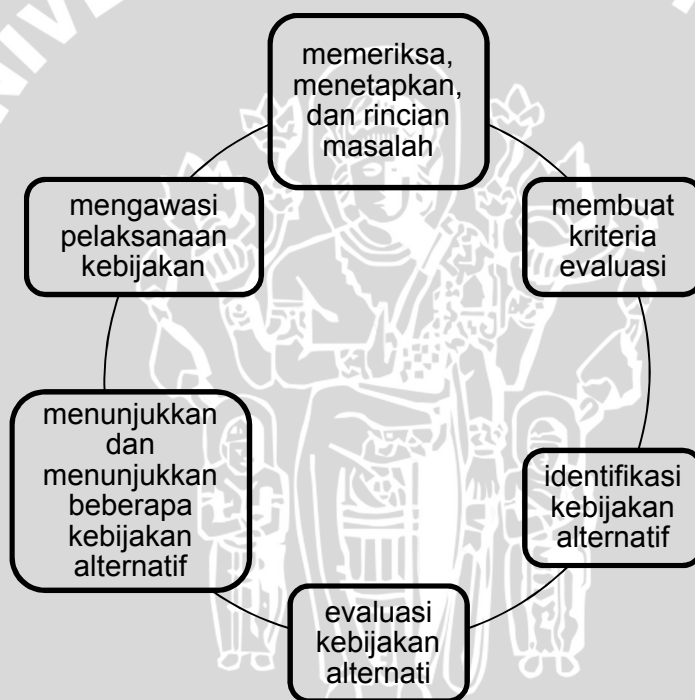 NIVE
memeriksa,
menetapkan,
dan rincian
masalah
membuat
kriteria
evaluasi
identifikasi
kebijakan
alternatif
evaluasi
kebijakan
alternati
menunjukkan
dan
menunjukkan
beberapa
kebijakan
alternatif
mengawasi
pelaksanaan
kebijakan